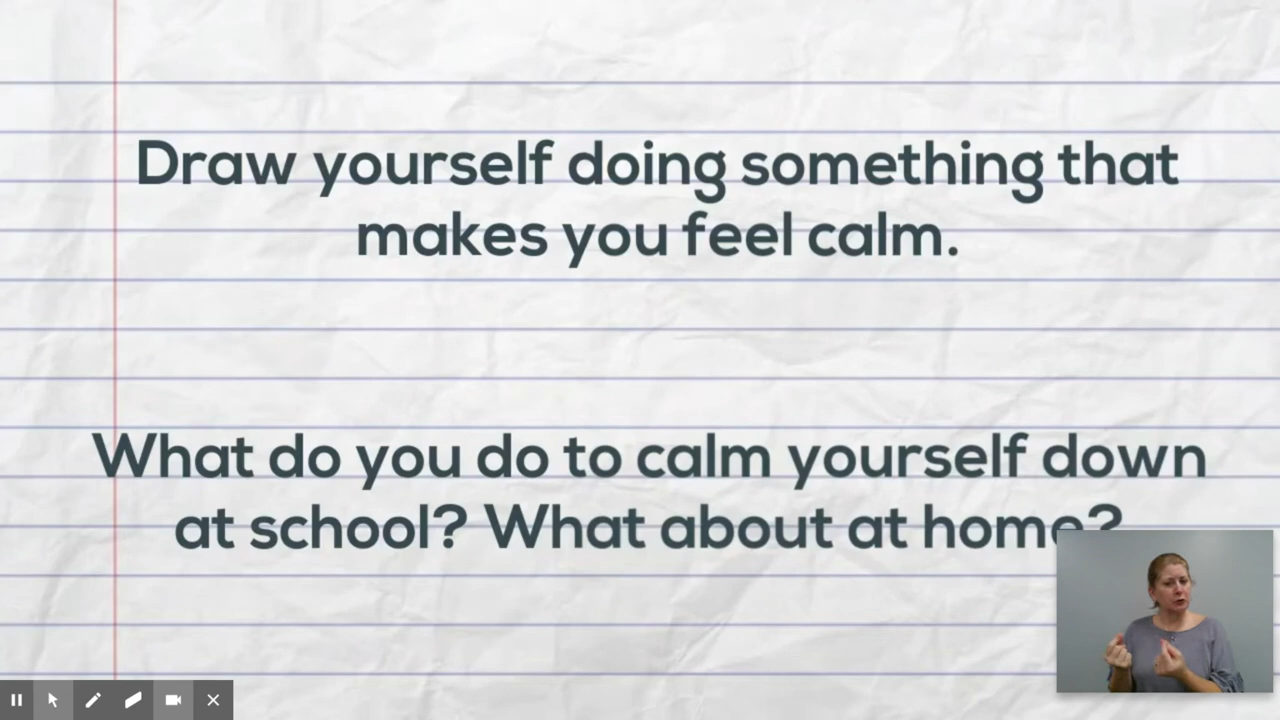 Draw yourself doing something that
makes you feel calm.
What do you do to calm yourself down
at school? What about at home?